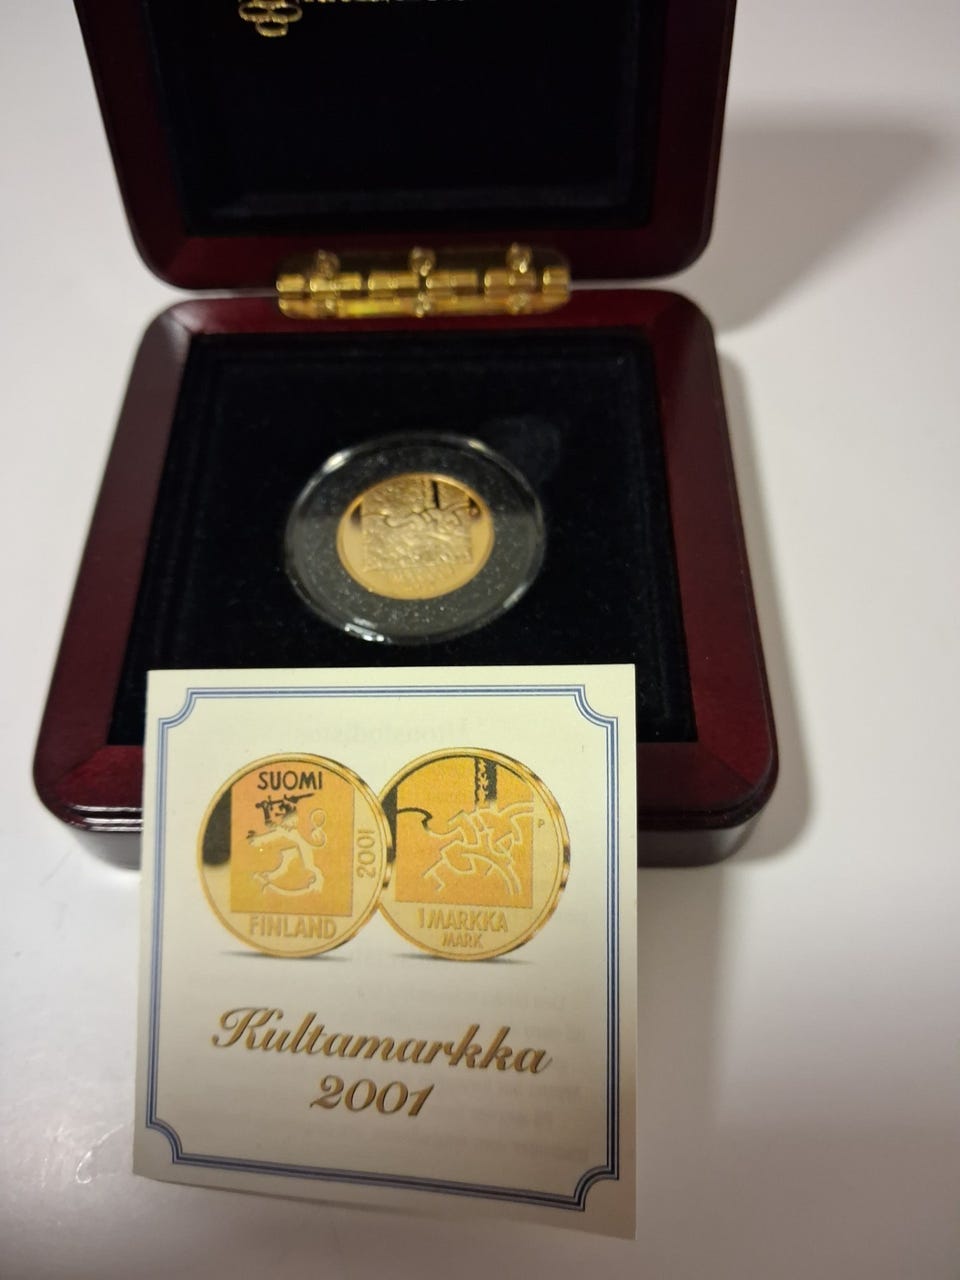 SUOMI
2001
FINLAND
P
1 MARKKA
MARK
Kultamarkka
2001